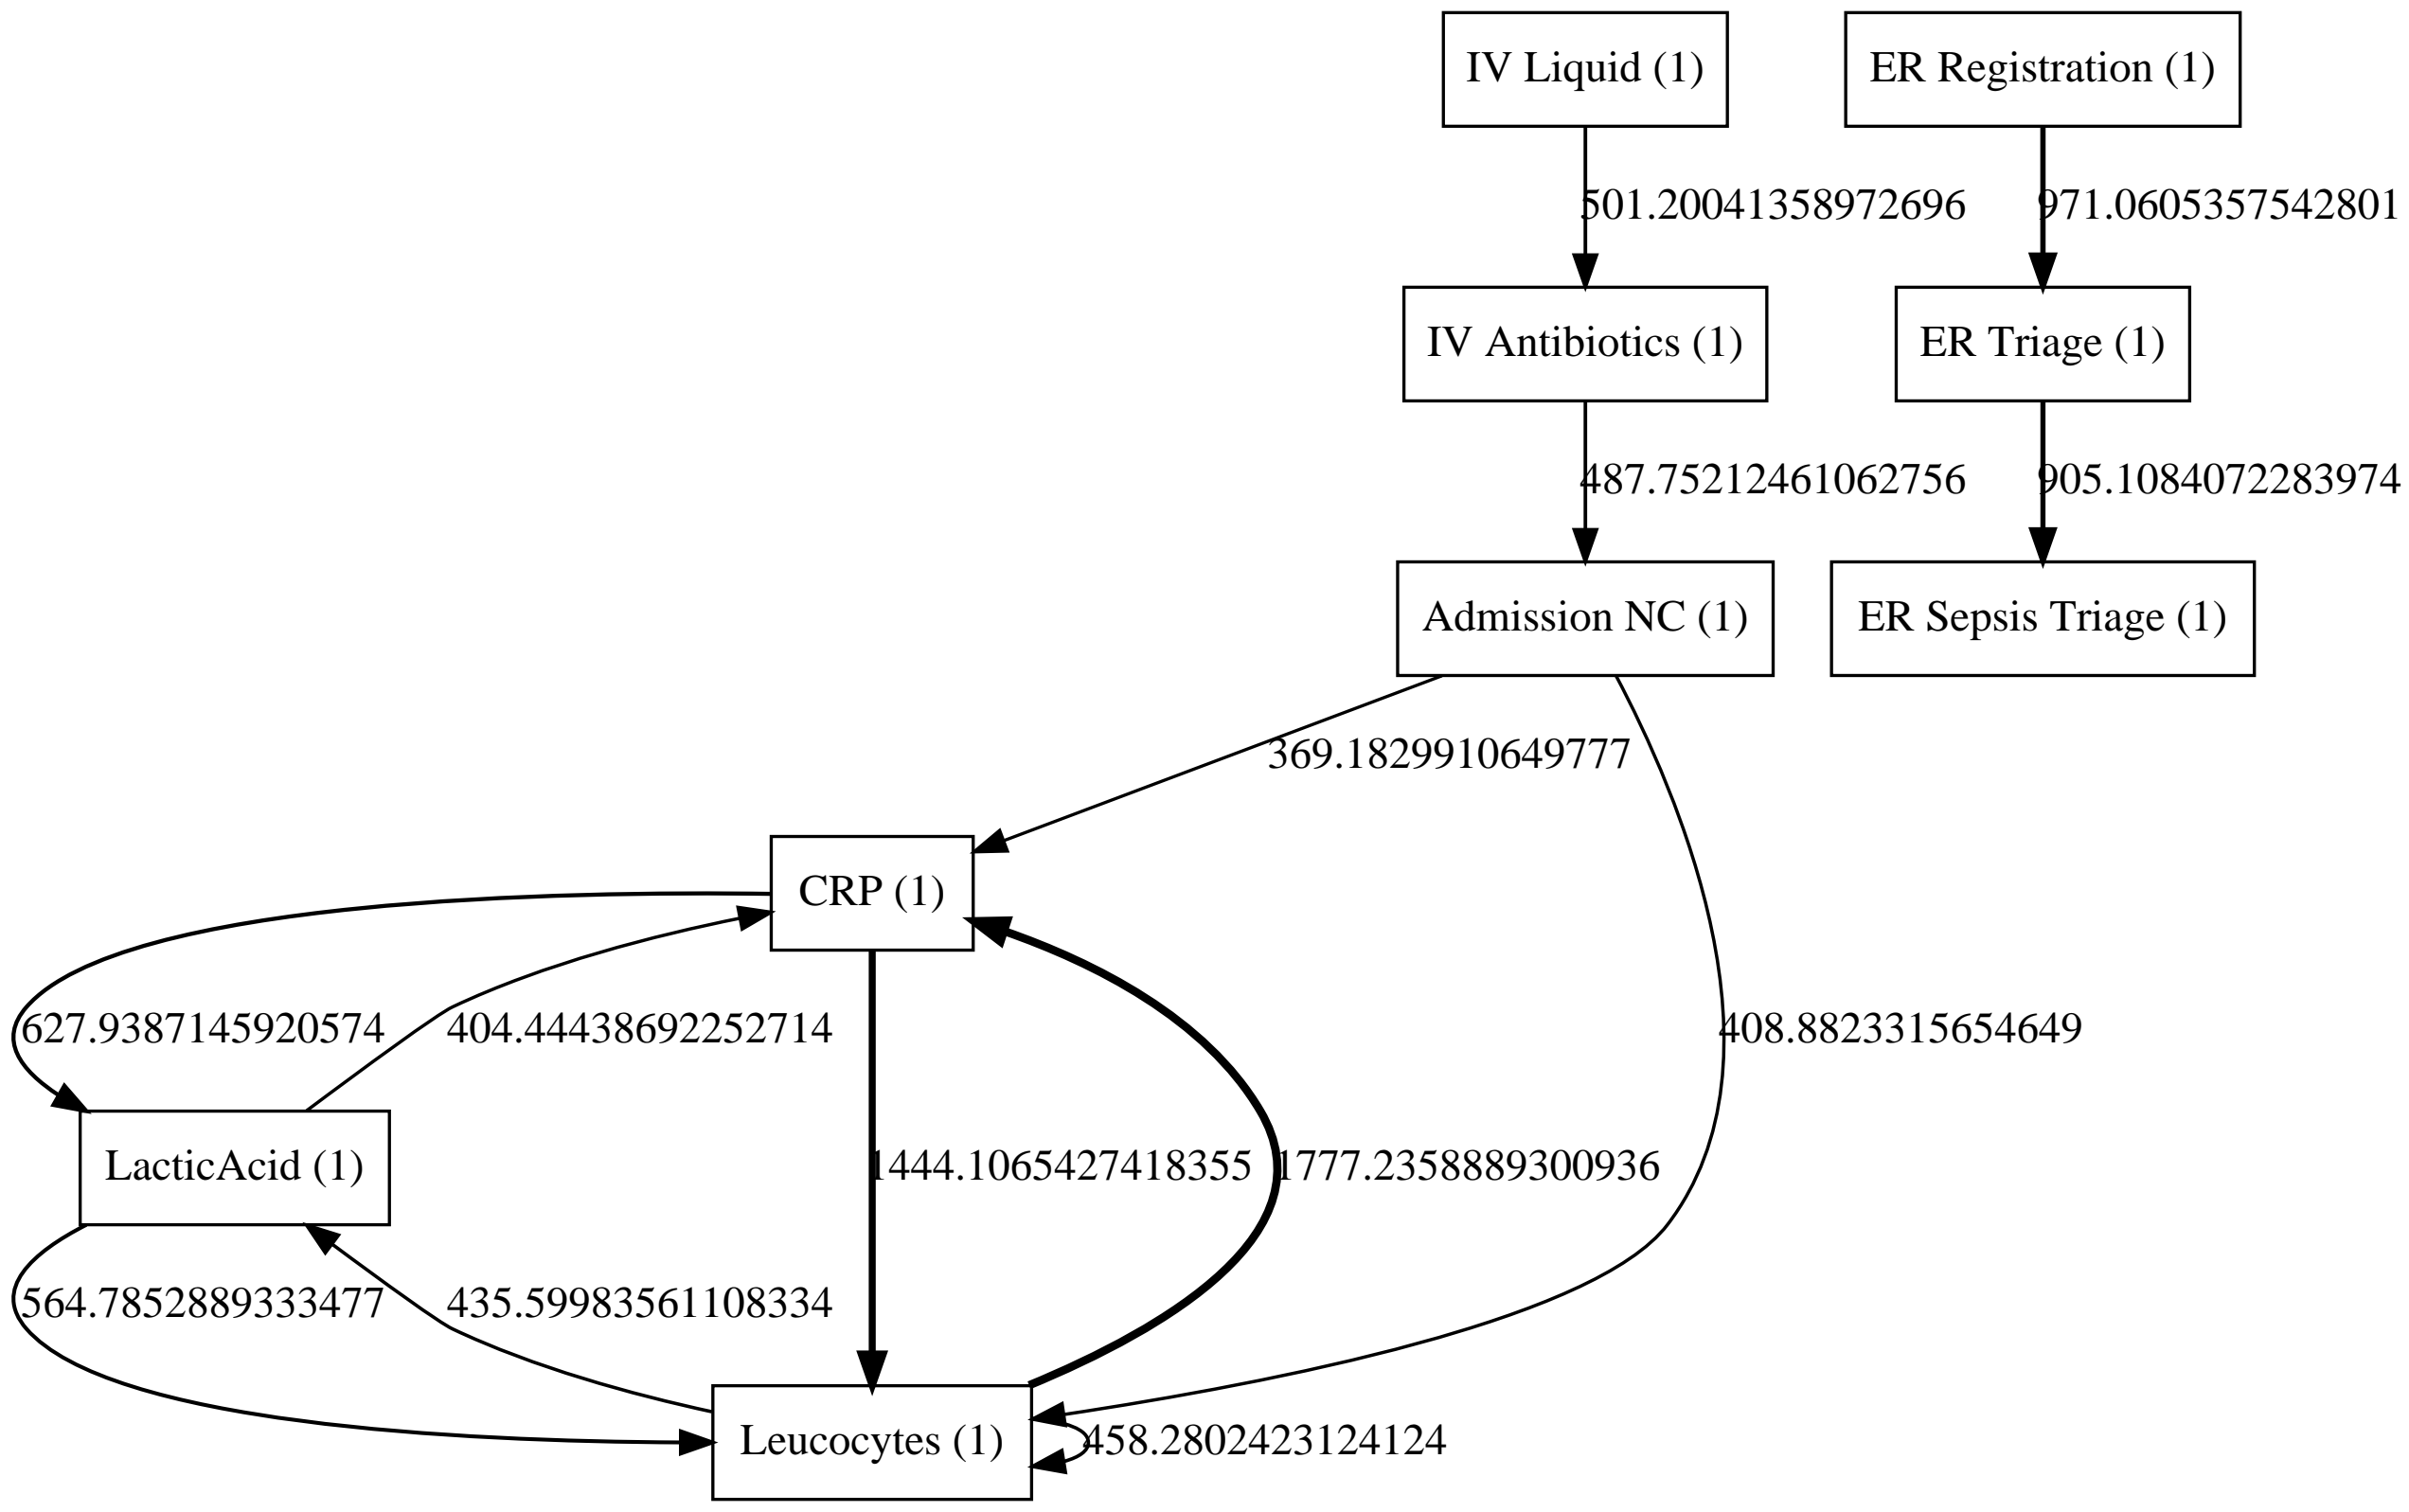 IV Liquid (1)
ER Registration (1)
501.20041358972696
971.0605357542801
IV Antibiotics (1)
ER Triage (1)
487.75212461062756
905.1084072283974
Admission NC (1)
ER Sepsis Triage (1)
369.1829910649777
CRP (1)
627.9387145920574
404.44438692252714
408.8823315654649
LacticAcid (1)
1444.1065427418355
1777.2358889300936
564.7852889333477
435.59983561108334
Leucocytes (1)
458.2802423124124